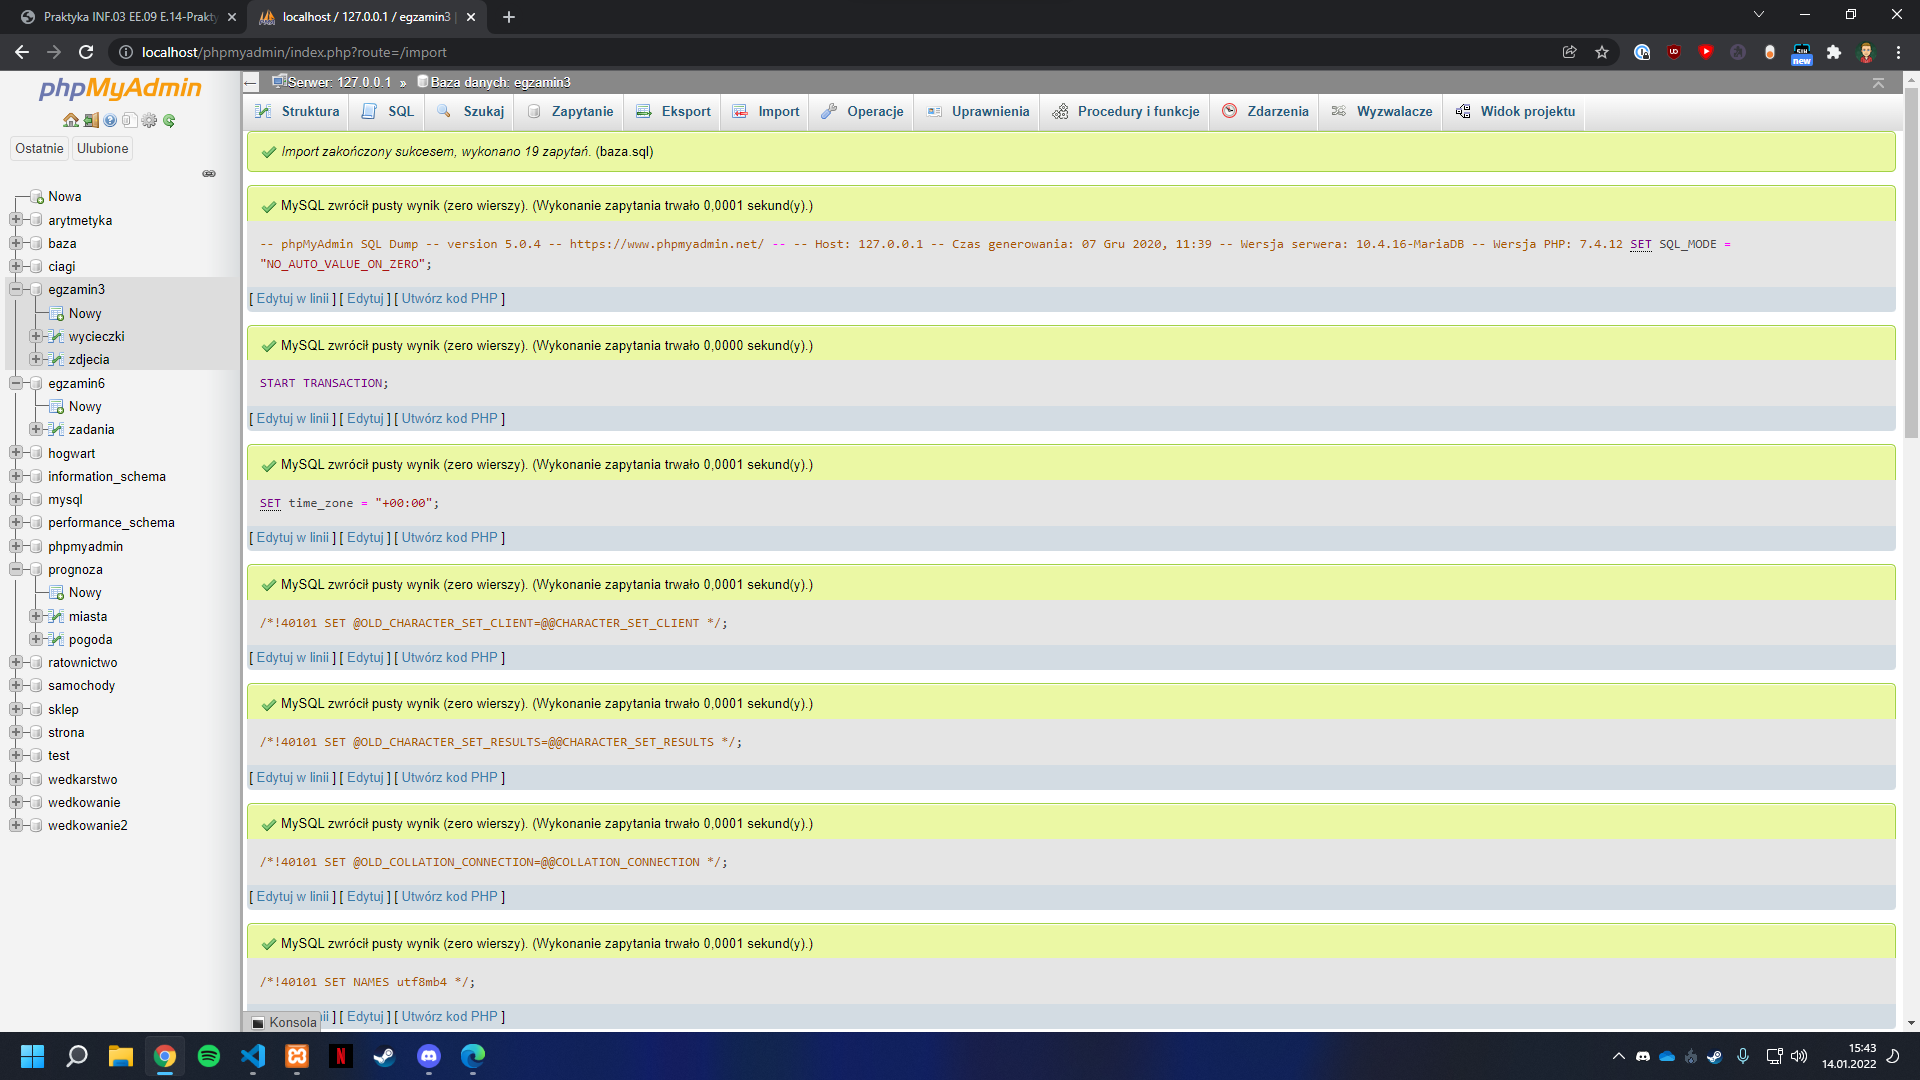 Praktyka INF.03 EE.09 E.14-Prakty
localhost / 127.0.0.1 / egzamin3 |
localhost/phpmyadmin/index.php?route=/import
new
phpMyAdmin
Ostatnie
Ulubione
Nowa
arytmetyka
baza
ciagi
egzamin3
Nowy
wycieczki
zdjecia
egzamin6
Nowy
zadania
hogwart
information_schema
mysql
performance_schema
phpmyadmin
prognoza
Nowy
miasta
pogoda
ratownictwo
samochody
sklep
strona
test
wedkarstwo
wedkowanie
wedkowanie2
Serwer: 127.0.0.1 » Baza danych: egzamin3
Struktura SQL Szukaj Zapytanie Eksport Import Operacje Uprawnienia Procedury i funkcje Zdarzenia Wyzwalacze Widok projektu
Import zakończony sukcesem, wykonano 19 zapytań. (baza.sql)
MySQL zwrócił pusty wynik (zero wierszy). (Wykonanie zapytania trwało 0,0001 sekund(y).)
-- phpMyAdmin SQL Dump -- version 5.0.4 -- https://www.phpmyadmin.net/ -- -- Host: 127.0.0.1 -- Czas generowania: 07 Gru 2020, 11:39 -- Wersja serwera: 10.4.16-MariaDB -- Wersja PHP: 7.4.12 SET SQL_MODE =
"NO_AUTO_VALUE_ON_ZERO";
[ Edytuj w linii ] [ Edytuj ] [ Utwórz kod PHP ]
MySQL zwrócił pusty wynik (zero wierszy). (Wykonanie zapytania trwało 0,0000 sekund(y).)
START TRANSACTION;
[ Edytuj w linii ] [ Edytuj ] [ Utwórz kod PHP ]
MySQL zwrócił pusty wynik (zero wierszy). (Wykonanie zapytania trwało 0,0001 sekund(y).)
SET time_zone = "+00:00";
[ Edytuj w linii ] [ Edytuj ] [ Utwórz kod PHP ]
MySQL zwrócił pusty wynik (zero wierszy). (Wykonanie zapytania trwało 0,0001 sekund(y).)
/*!40101 SET @OLD_CHARACTER_SET_CLIENT=@@CHARACTER_SET_CLIENT */;
[ Edytuj w linii ] [ Edytuj ] [ Utwórz kod PHP ]
MySQL zwrócił pusty wynik (zero wierszy). (Wykonanie zapytania trwało 0,0001 sekund(y).)
/*!40101 SET @OLD_CHARACTER_SET_RESULTS=@@CHARACTER_SET_RESULTS */;
[ Edytuj w linii ] [ Edytuj ] [ Utwórz kod PHP ]
MySQL zwrócił pusty wynik (zero wierszy). (Wykonanie zapytania trwało 0,0001 sekund(y).)
/*!40101 SET @OLD_COLLATION_CONNECTION=@@COLLATION_CONNECTION */;
[ Edytuj w linii ] [ Edytuj ] [ Utwórz kod PHP ]
MySQL zwrócił pusty wynik (zero wierszy). (Wykonanie zapytania trwało 0,0001 sekund(y).)
/*!40101 SET NAMES utf8mb4 */;
ii ] [ Edytuj ] [ Utwórz kod PHP ]
Konsola
15:43
14.01.2022